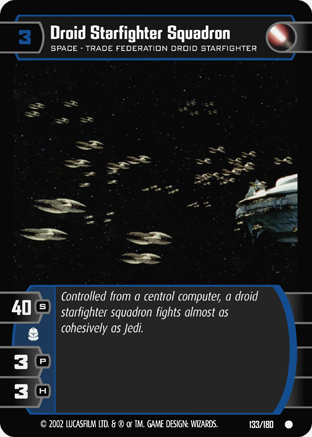 3 Droid Starfighter Squadron
SPACE - TRADE FEDERATION DROID STARFIGHTER
40 S
Controlled from a central computer, a droid
starfighter squadron fights almost as
cohesively as Jedi.
3 P
3 H
© 2002 LUCASFILM LTD. & ® or TM. GAME DESIGN: WIZARDS. 133/180